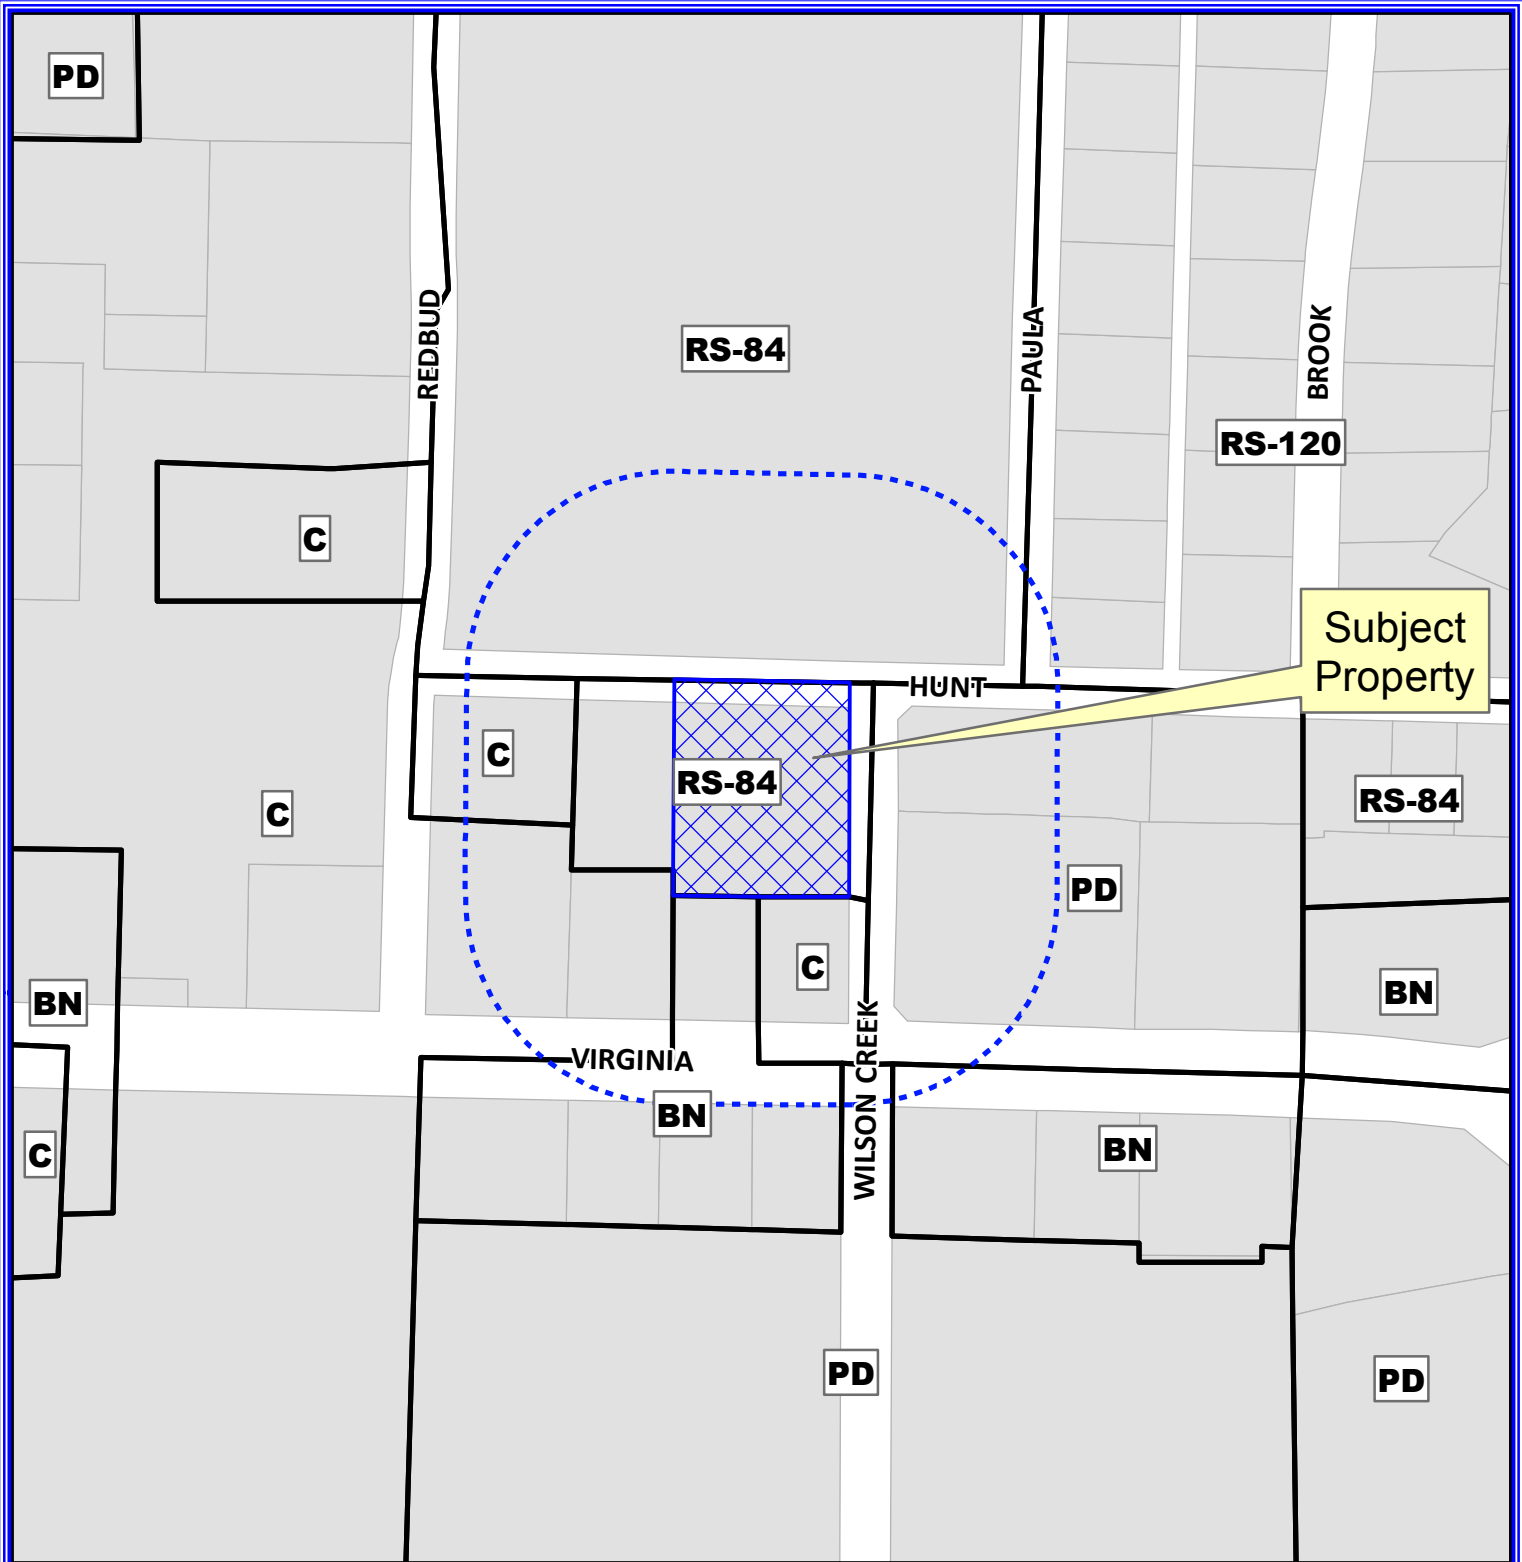 PD
REDBUD
RS-84
PAULA
BROOK
RS-120
C
Subject
Property
HUNT
C
RS-84
C
RS-84
PD
C
BN
BN
VIRGINIA
WILSON CREEK
BN
BN
C
PD
PD